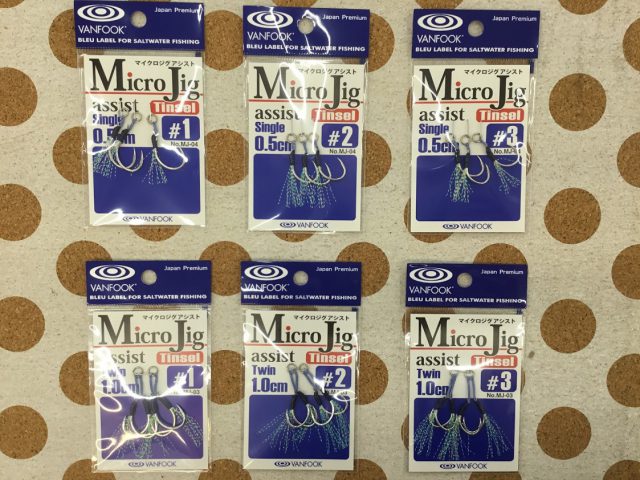 Japan Premium
VANFOOK
BLEU LABEL FOR SALTWATER FISHING
マイクロジグアシスト
Micro Jig
assist Tinsel
Single #1
0.5cm No.MJ-04
VANFOOK
Japan Premium
VANFOOK
BLEU LABEL FOR SALTWATER FISHING
マイクロジグアシスト
Micro Jig
assist Tinsel
Single #2
0.5cm No.MJ-04
VANFOOK
Japan Premium
VANFOOK
BLEU LABEL FOR SALTWATER FISHING
マイクロジグアシスト
Micro Jig
assist Tinsel
Single #3
0.5cm
VANFOOK
Japan Premium
VANFOOK
BLEU LABEL FOR SALTWATER FISHING
マイクロジグアシスト
Micro Jig
assist Tinsel
Twin #1
1.0cm No.MJ-03
VANFOOK
Japan Premium
VANFOOK
BLEU LABEL FOR SALTWATER FISHING
マイクロジグアシスト
Micro Jig
assist Tinsel
Twin #2
1.0cm
VANFOOK
Japan Premium
VANFOOK
BLEU LABEL FOR SALTWATER FISHING
マイクロジグアシスト
Micro Jig
assist Tinsel
Twin #3
1.0cm No.MJ-03
VANFOOK